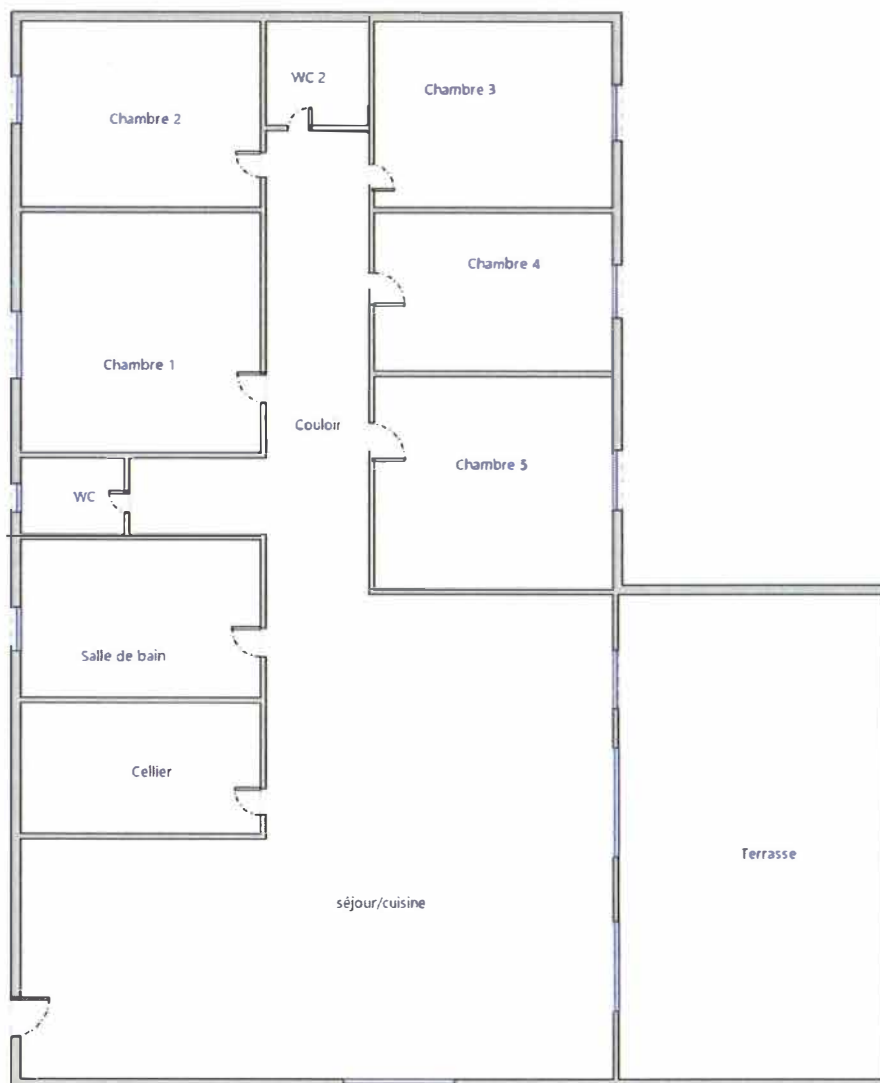 WC 2
Chambre 3
Chambre 2
Chambre 4
Chambre 1
Couloir
Chambre 5
WC
Salle de bain
Cellier
Terrasse
séjour/cuisine